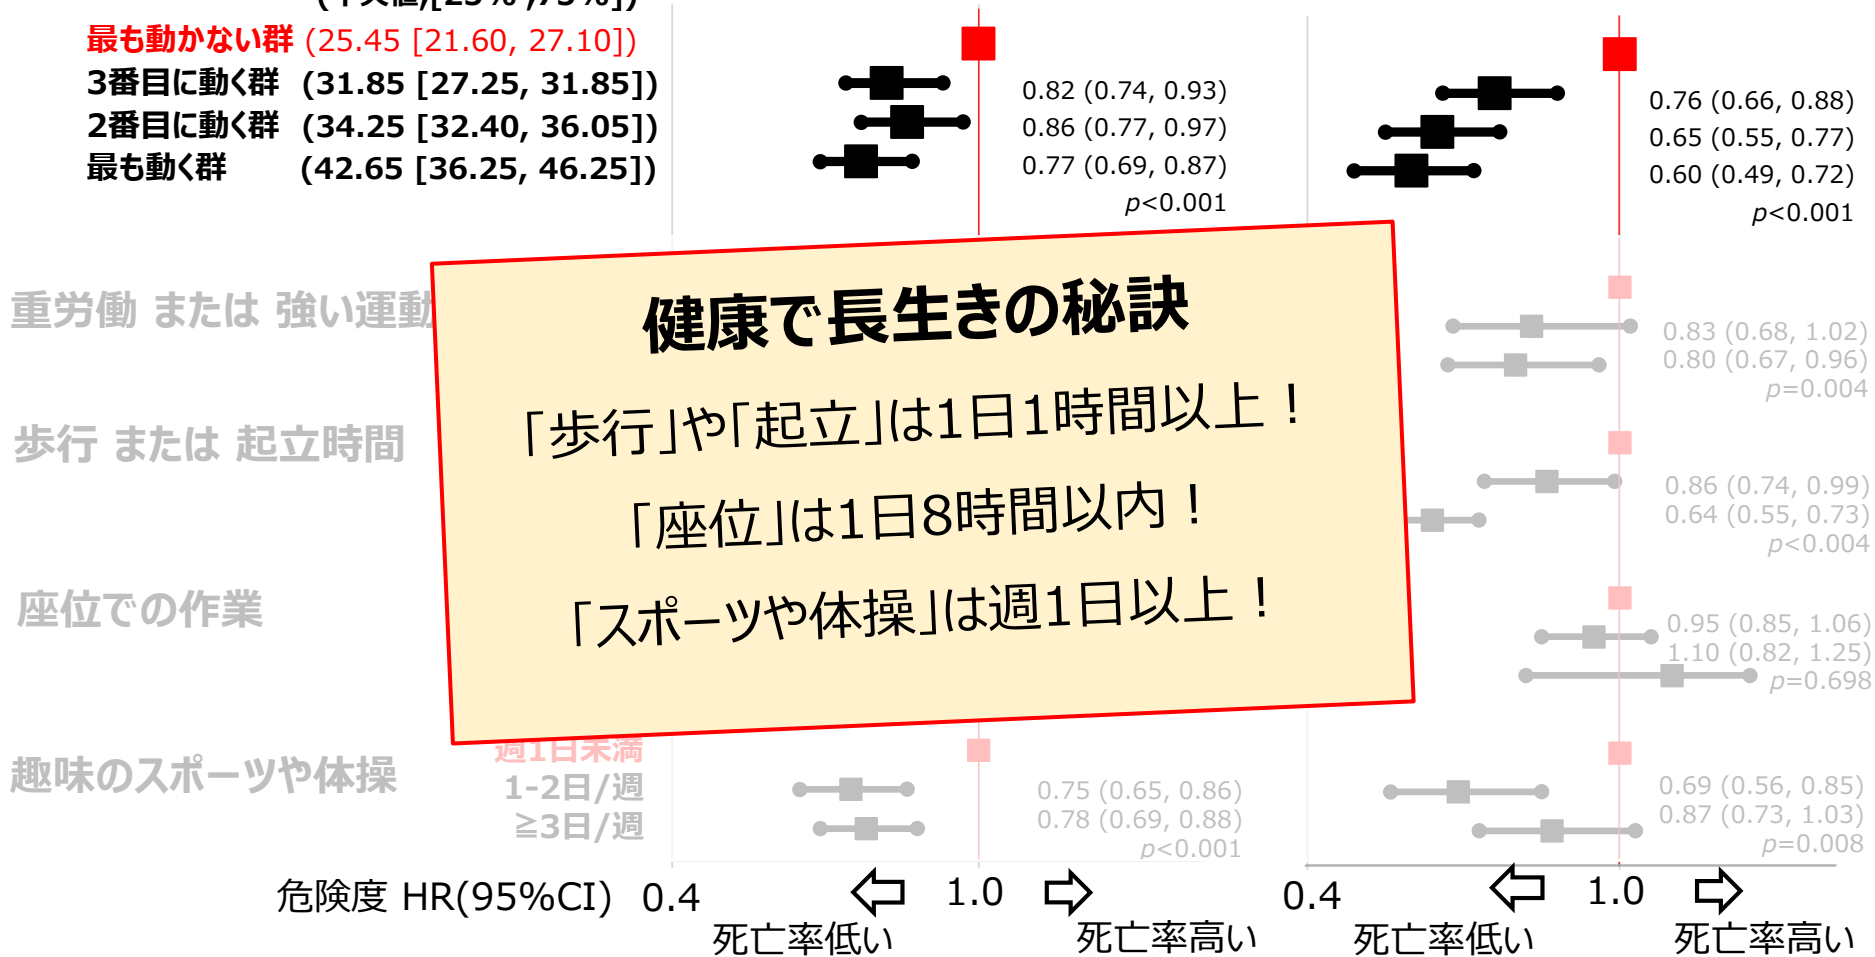 (中央値,[25% ,75%])
最も動かない群 (25.45 [21.60, 27.10])
3番目に動く群 (31.85 [27.25, 31.85])
2番目に動く群 (34.25 [32.40, 36.05])
最も動く群 (42.65 [36.25, 46.25])
0.82 (0.74, 0.93)
0.86 (0.77, 0.97)
0.77 (0.69, 0.87)
p<0.001
0.76 (0.66, 0.88)
0.65 (0.55, 0.77)
0.60 (0.49, 0.72)
p<0.001
健康で長生きの秘訣
「歩行」や「起立」は1日1時間以上！
「座位」は1日8時間以内！
「スポーツや体操」は週1日以上！
重労働 または 強い運動
0.83 (0.68, 1.02)
0.80 (0.67, 0.96)
p=0.004
歩行 または 起立時間
0.86 (0.74, 0.99)
0.64 (0.55, 0.73)
p<0.004
座位での作業
0.95 (0.85, 1.06)
1.10 (0.82, 1.25)
p=0.698
趣味のスポーツや体操
週1日未満
1-2日/週
≧3日/週
0.75 (0.65, 0.86)
0.78 (0.69, 0.88)
p<0.001
0.69 (0.56, 0.85)
0.87 (0.73, 1.03)
p=0.008
危険度 HR(95%CI) 0.4 1.0 0.4 1.0
死亡率低い 死亡率高い 死亡率低い 死亡率高い